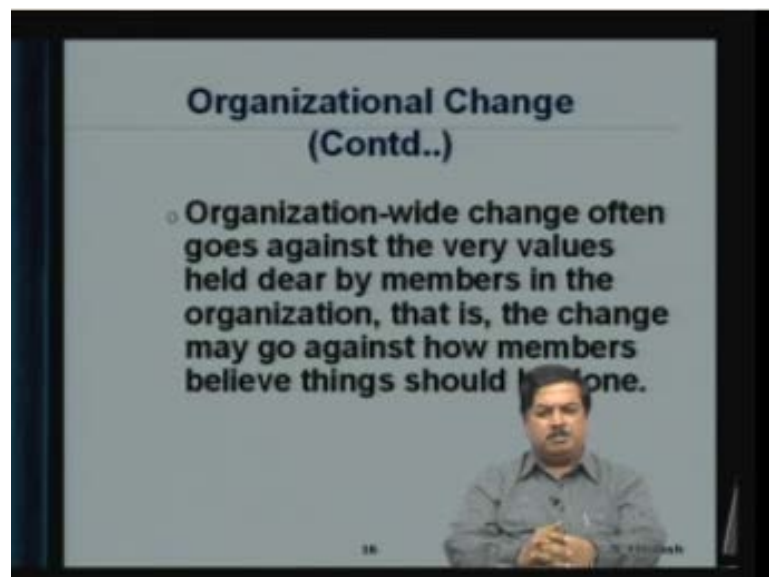 Organizational Change
(Contd..)
Organization-wide change often
goes against the very values
held dear by members in the
organization, that is, the change
may go against how members
believe things should